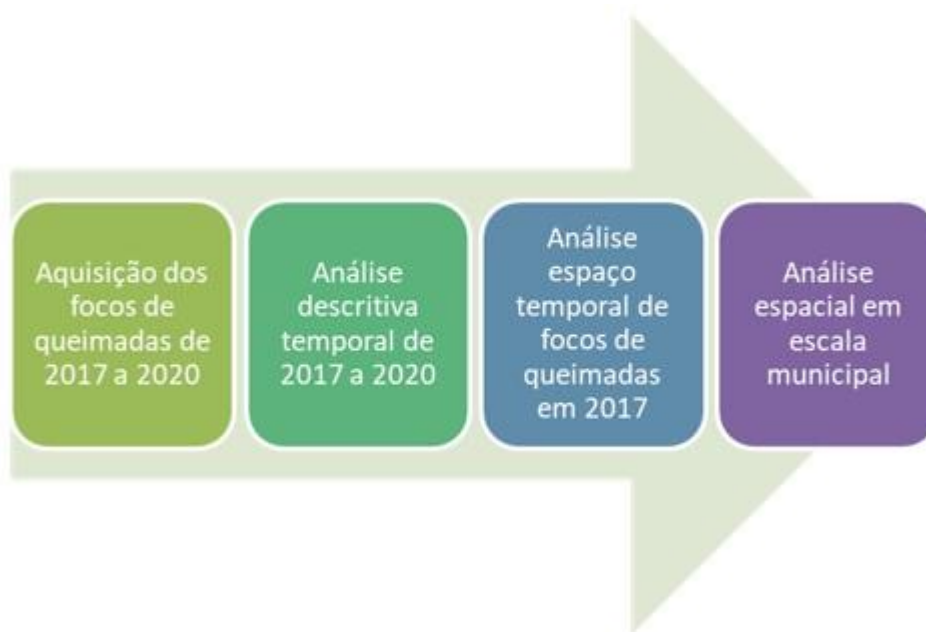 Aquisição dos
focos de
queimadas de
2017 a 2020
Análise
descritiva
temporal de
2017 a 2020
Análise
espaço
temporal de
focos de
queimadas
em 2017
Análise
espacial em
escala
municipal